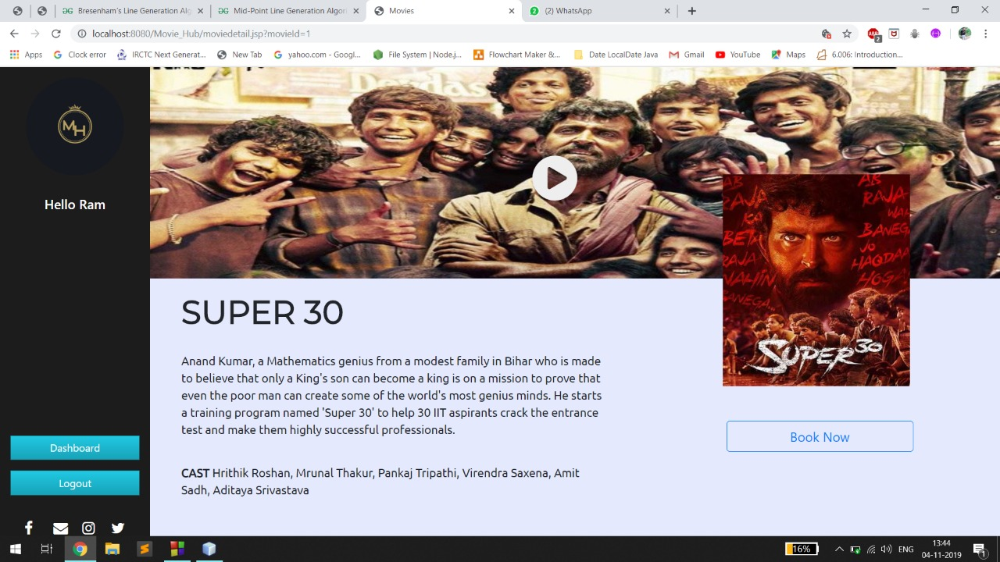 Bresenham's Line Generation Alg
Mid-Point Line Generation Algori
Movies
(2) WhatsApp
localhost:8080/Movie_Hub/moviedetail.jsp?movieId=1
2
Apps
Clock error
IRCTC Next Generat...
New Tab
yahoo.com - Googl...
File System | Node.j...
Flowchart Maker &...
Date LocalDate Java
Gmail
YouTube
Maps
6.006: Introduction...
MH
Hello Ram
AB
RAJA
KA
BETA
RAJA
NAHIN
BANEGA..
AB
RAJA
WAHI
BANEGA
JO
HAQDAAR
HOGA
SUPER 30
SUPER 30
Anand Kumar, a Mathematics genius from a modest family in Bihar who is made
to believe that only a King's son can become a king is on a mission to prove that
even the poor man can create some of the world's most genius minds. He starts
a training program named 'Super 30' to help 30 IIT aspirants crack the entrance
test and make them highly successful professionals.
CAST Hrithik Roshan, Mrunal Thakur, Pankaj Tripathi, Virendra Saxena, Amit
Sadh, Aditaya Srivastava
Book Now
Dashboard
Logout
16%
ENG
13:44
04-11-2019
1